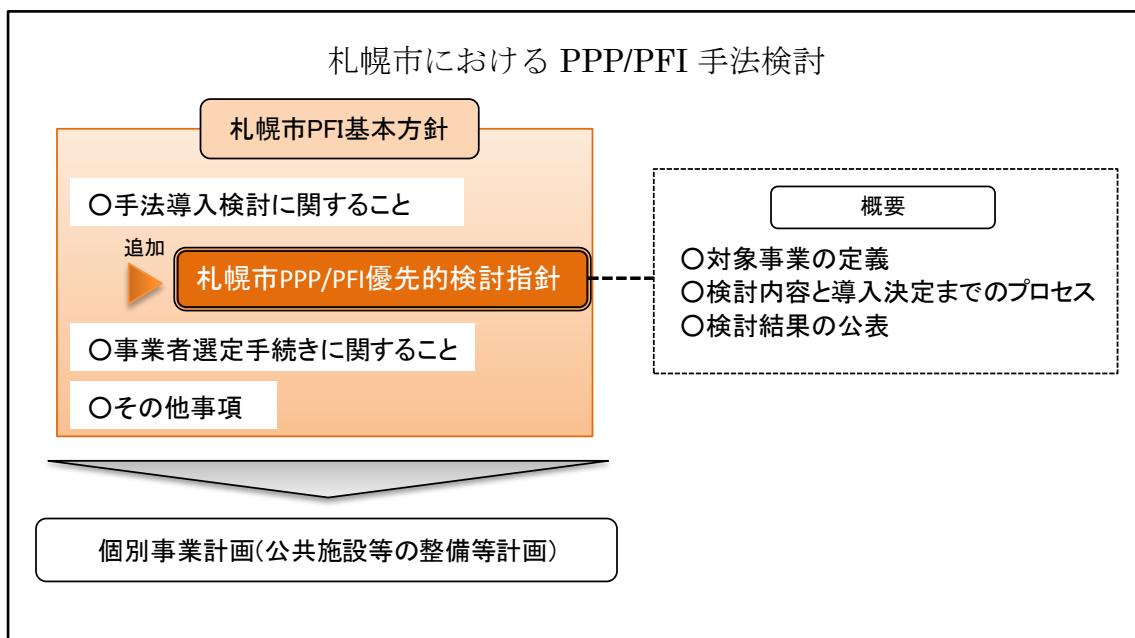 札幌市における PPP/PFI 手法検討
札幌市PFI基本方針
○手法導入検討に関すること
追加
札幌市PPP/PFI優先的検討指針
○事業者選定手続きに関すること
○その他事項
概要
○対象事業の定義
○検討内容と導入決定までのプロセス
○検討結果の公表
個別事業計画(公共施設等の整備等計画)